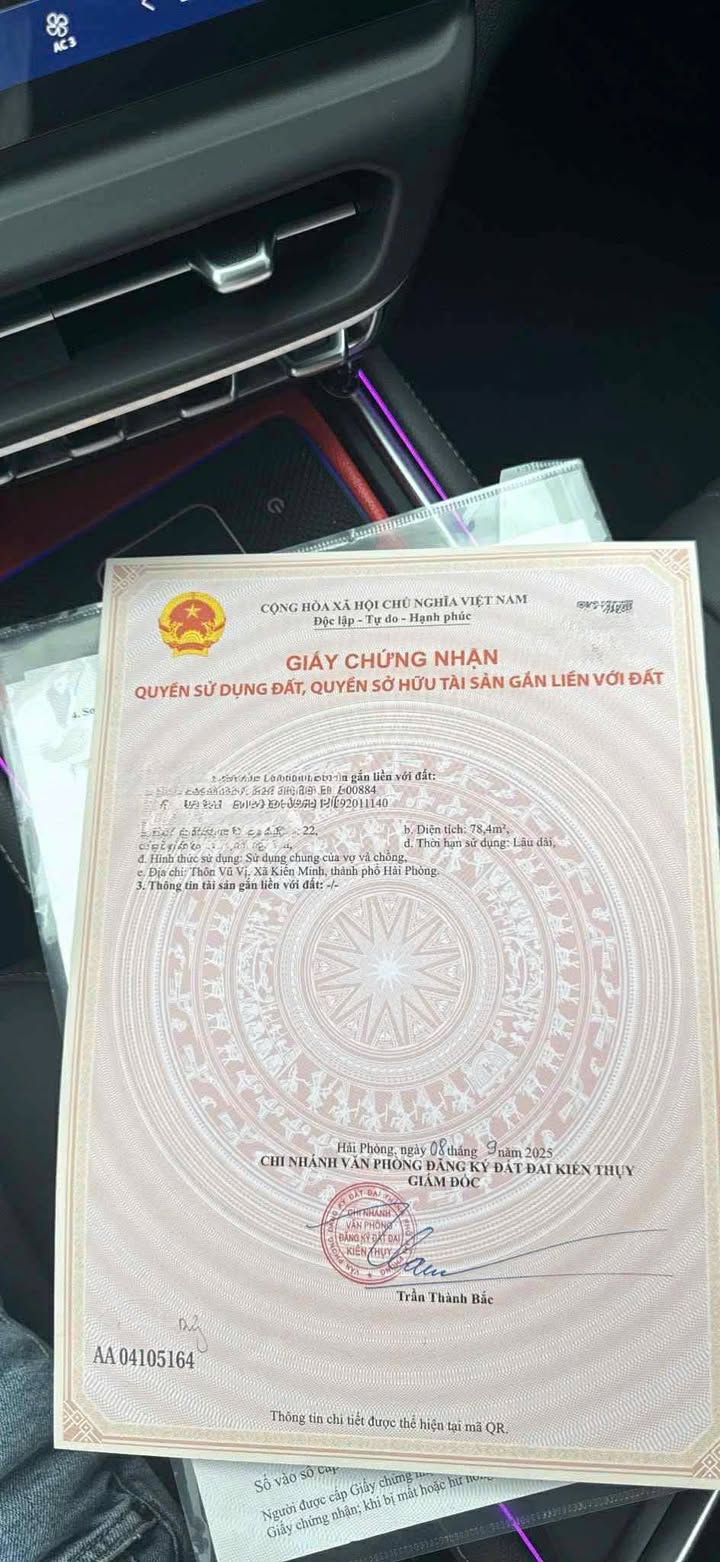 AC 3
CỘNG HÒA XÃ HỘI CHỦ NGHĨA VIỆT NAM
Độc lập - Tự do - Hạnh phúc
GIẤY CHỨNG NHẬN
QUYỀN SỬ DỤNG ĐẤT, QUYỀN SỞ HỮU TÀI SẢN GẮN LIỀN VỚI ĐẤT
4. Sơ
gắn liền với đất:
00884
92011140
22, b. Diện tích: 78,4m²,
d. Thời hạn sử dụng: Lâu dài,
đ. Hình thức sử dụng: Sử dụng chung của vợ và chồng,
e. Địa chỉ: Thôn Vũ Vị, Xã Kiến Minh, thành phố Hải Phòng.
3. Thông tin tài sản gắn liền với đất: -/-
Hải Phòng, ngày 08 tháng 9 năm 2025
CHI NHÁNH VĂN PHÒNG ĐĂNG KÝ ĐẤT ĐAI KIẾN THỤY
GIÁM ĐỐC
CHI NHÁNH
VĂN PHÒNG
ĐĂNG KÝ ĐẤT ĐAI
KIẾN THỤY
Trần Thành Bắc
AA 04105164
Thông tin chi tiết được thể hiện tại mã QR.
Số vào sổ cấp
Người được cấp Giấy chứng
Giấy chứng nhận; khi bị mất hoặc hư